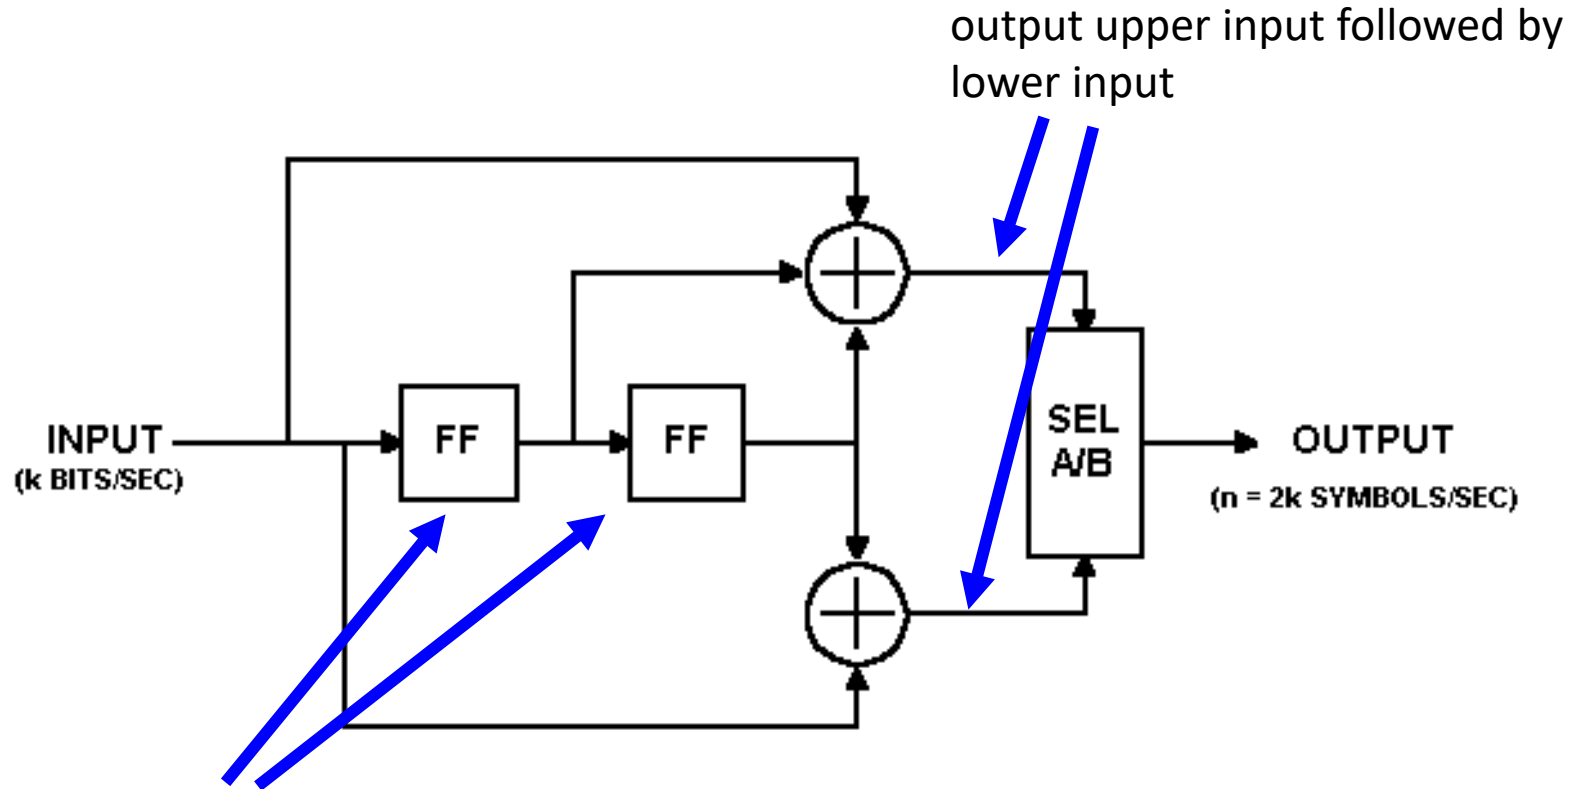 output upper input followed by
lower input
INPUT
(k BITS/SEC)
FF
FF
SEL
A/B
OUTPUT
(n = 2k SYMBOLS/SEC)